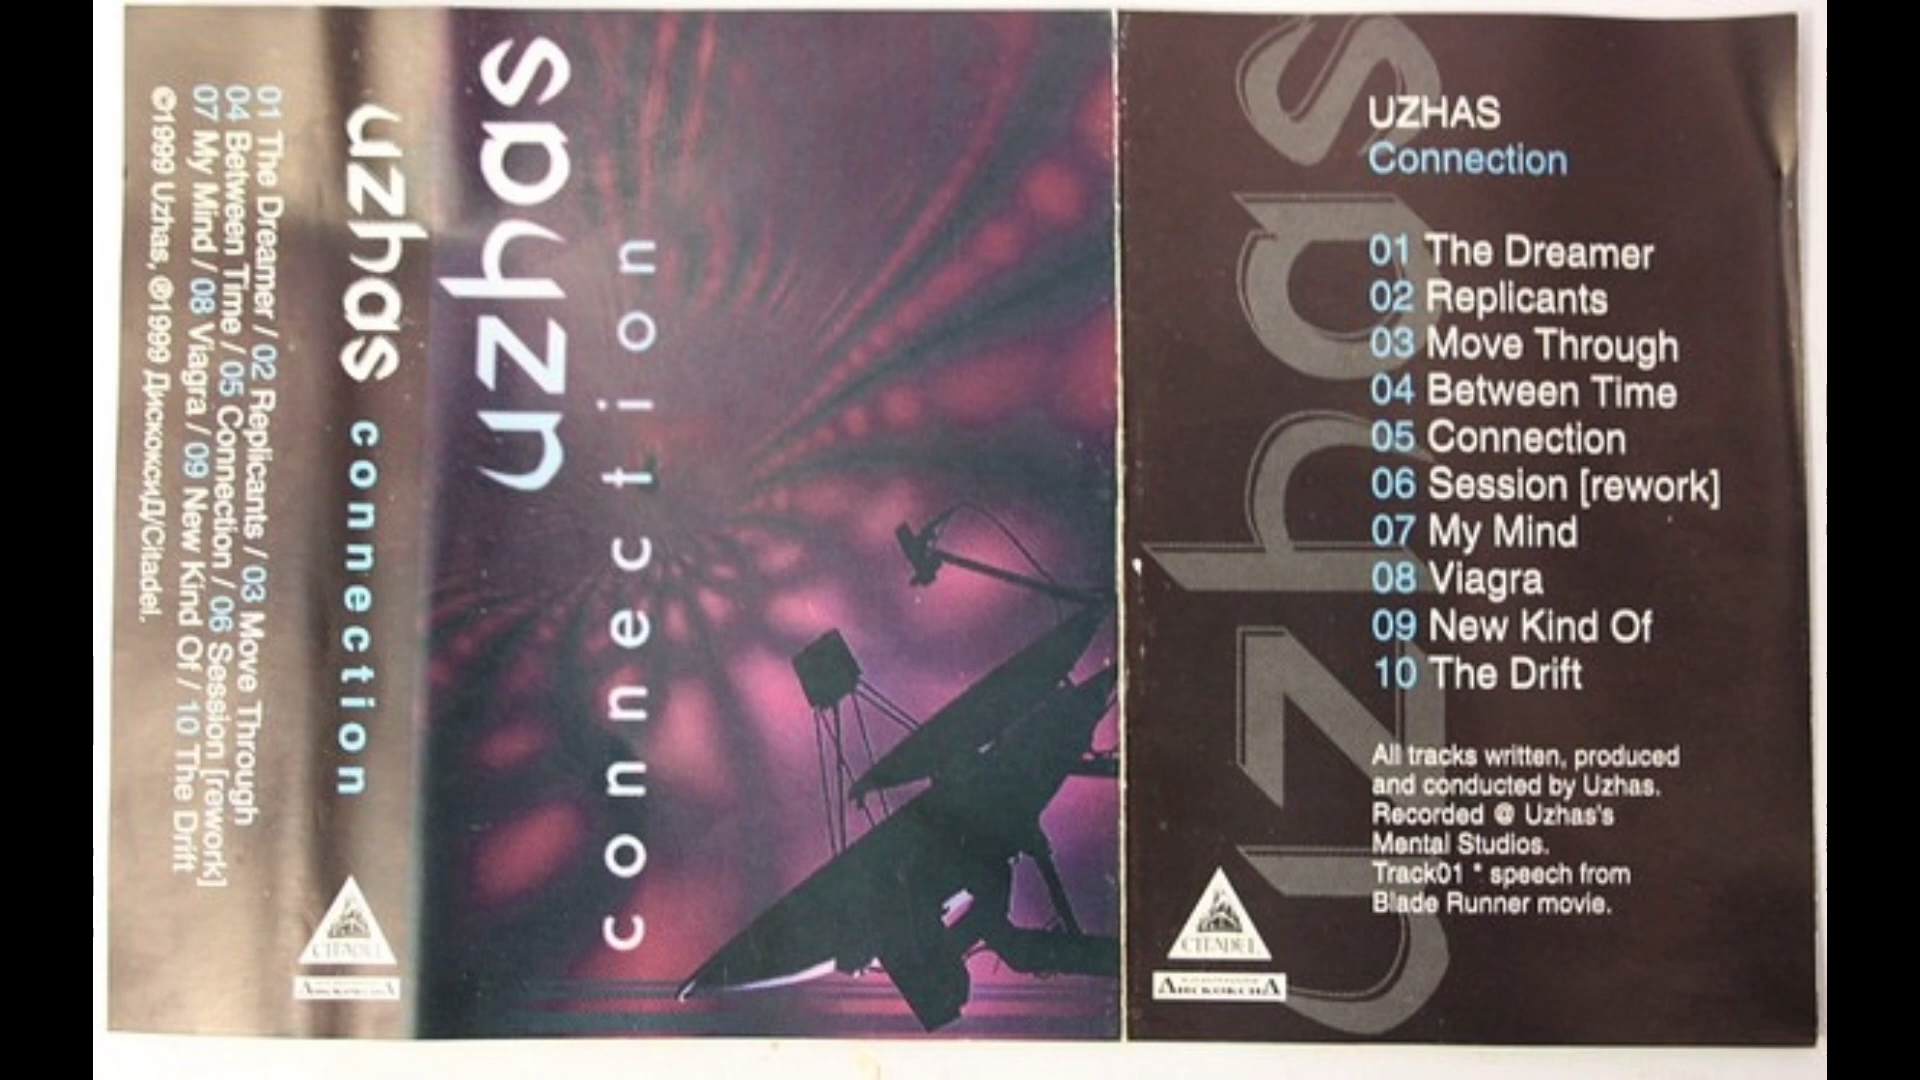 01 The Dreamer / 02 Replicants / 03 Move Through
04 Between Time / 05 Connection / 06 Session [rework]
07 My Mind / 08 Viagra / 09 New Kind Of / 10 The Drift
©1999 Uzhas, ℗1999 ДискоксиД/Citadel.
uzhas connection
CITADEL
ДИСКОКСИД
uzhas
connection
uzhas
UZHAS
Connection
01 The Dreamer
02 Replicants
03 Move Through
04 Between Time
05 Connection
06 Session [rework]
07 My Mind
08 Viagra
09 New Kind Of
10 The Drift
All tracks written, produced
and conducted by Uzhas.
Recorded @ Uzhas's
Mental Studios.
Track01 * speech from
Blade Runner movie.
CITADEL
ДИСКОКСИД